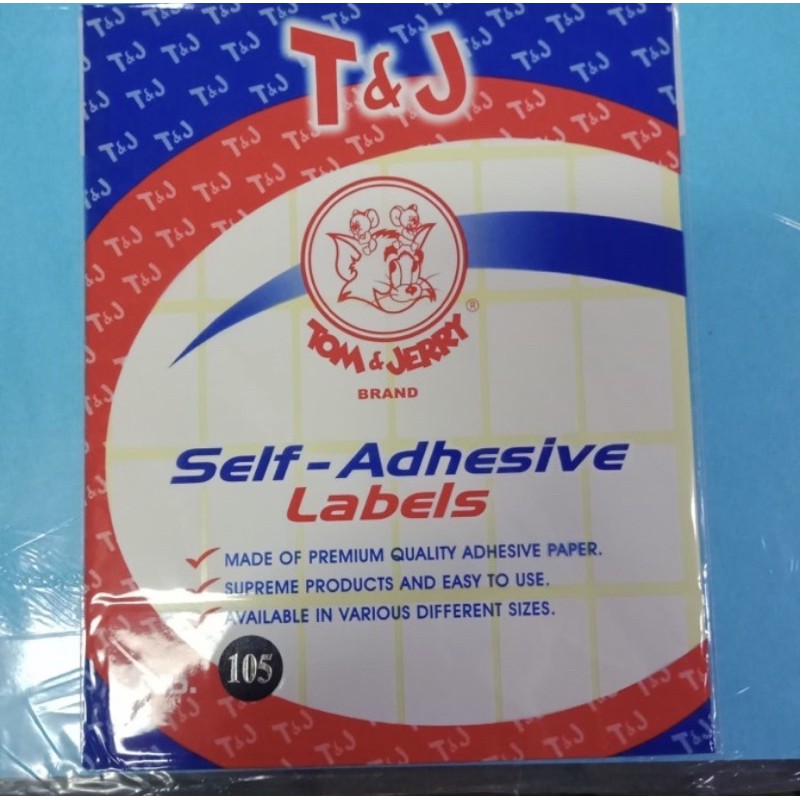 T&J
TOM & JERRY ®
BRAND
Self-Adhesive
Labels
MADE OF PREMIUM QUALITY ADHESIVE PAPER.
SUPREME PRODUCTS AND EASY TO USE.
AVAILABLE IN VARIOUS DIFFERENT SIZES.
105